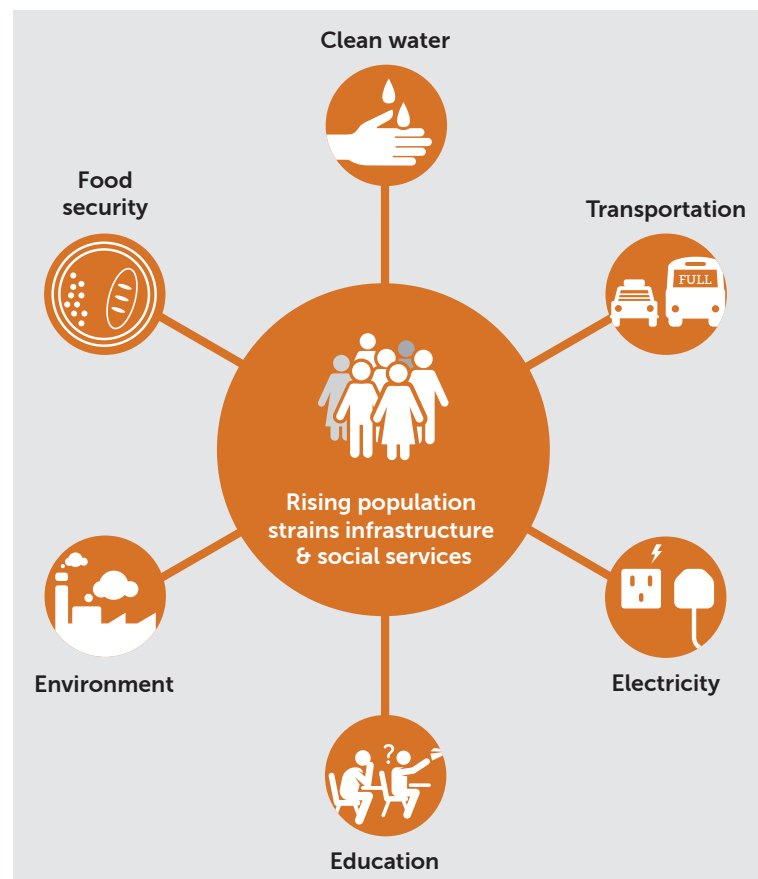 Clean water
Food
security
Transportation
FULL
Rising population
strains infrastructure
& social services
Environment
Electricity
?
Education